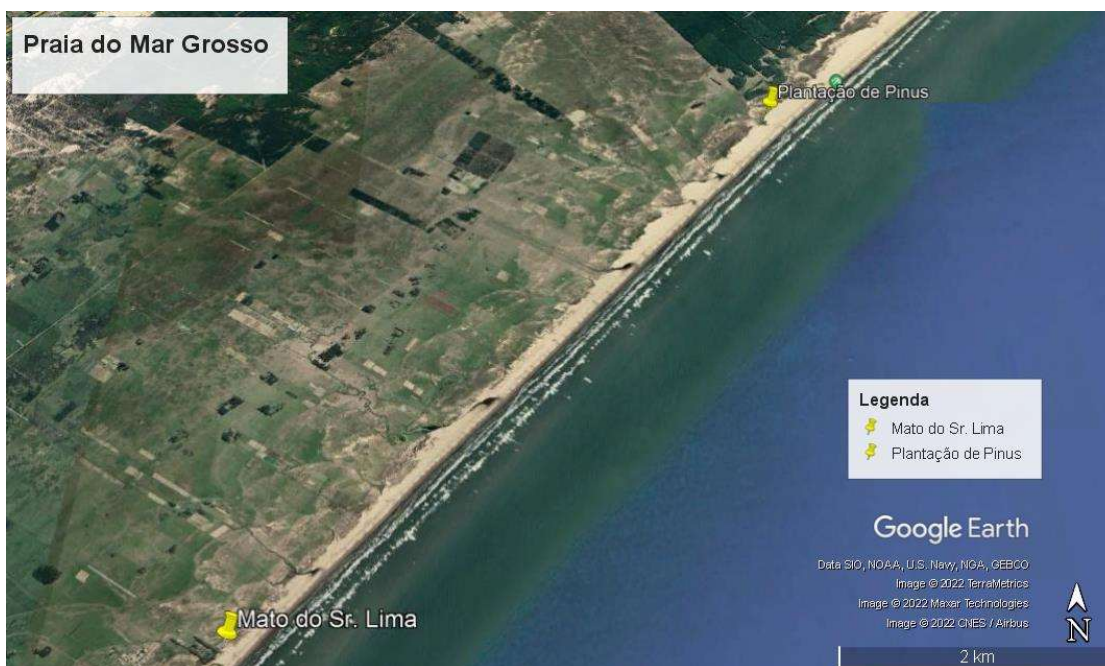 Praia do Mar Grosso
Plantação de Pinus
Legenda
Mato do Sr. Lima
Plantação de Pinus
Google Earth
Data SIO, NOAA, U.S. Navy, NGA, GEBCO
Image © 2022 TerraMetrics
Image © 2022 Maxar Technologies
Image © 2022 CNES / Airbus
Mato do Sr. Lima
N
2 km